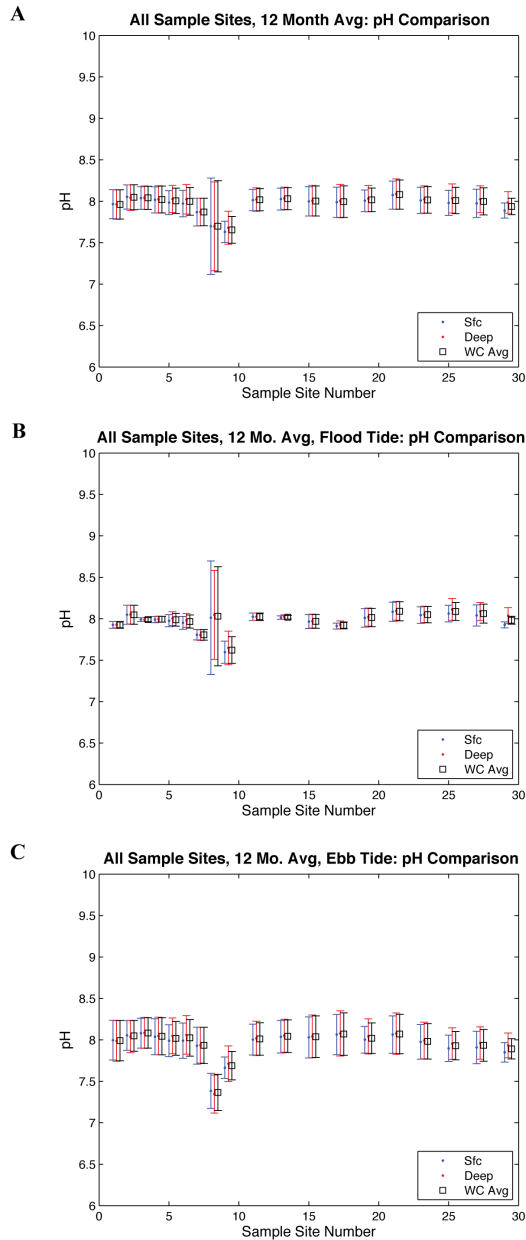 A
All Sample Sites, 12 Month Avg: pH Comparison
10
9.5
9
8.5
8
7.5
7
6.5
6
pH
0
5
10
15
20
25
30
Sample Site Number
Sfc
Deep
WC Avg
B
All Sample Sites, 12 Mo. Avg, Flood Tide: pH Comparison
10
9.5
9
8.5
8
7.5
7
6.5
6
pH
0
5
10
15
20
25
30
Sample Site Number
Sfc
Deep
WC Avg
C
All Sample Sites, 12 Mo. Avg, Ebb Tide: pH Comparison
10
9.5
9
8.5
8
7.5
7
6.5
6
pH
0
5
10
15
20
25
30
Sample Site Number
Sfc
Deep
WC Avg